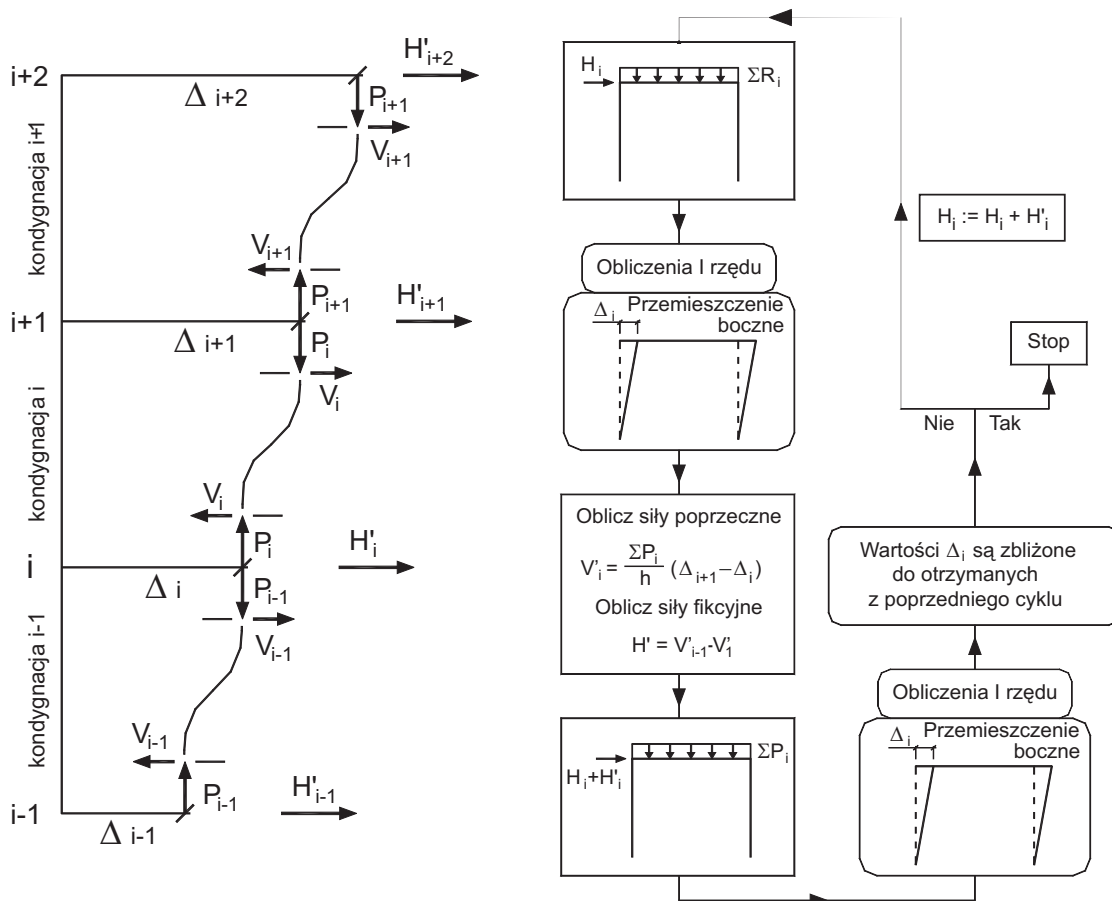 i+2
Δ i+2
H'i+2
Pi+1
Vi+1
kondygnacja i+1
Vi+1
Pi+1
i+1
Δ i+1
H'i+1
Pi
Vi
kondygnacja i
Vi
Pi
i
Δ i
H'i
Pi-1
Vi-1
kondygnacja i-1
Vi-1
Pi-1
i-1
Δ i-1
H'i-1
Hi
ΣRi
Obliczenia I rzędu
Δi
Przemieszczenie
boczne
Oblicz siły poprzeczne
V'i = ΣPi/h (Δi+1−Δi)
Oblicz siły fikcyjne
H' = V'i-1-V'1
Hi+H'i
ΣPi
Hi := Hi + H'i
Stop
Nie
Tak
Wartości Δi są zbliżone
do otrzymanych
z poprzedniego cyklu
Obliczenia I rzędu
Δi
Przemieszczenie
boczne